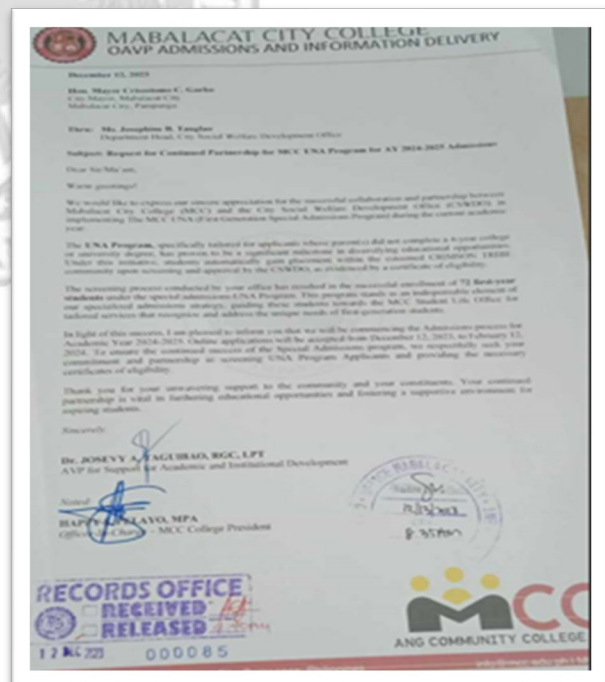 MABALACAT CITY COLLEGE
OAVP ADMISSIONS AND INFORMATION DELIVERY
December 12, 2023
Hon. Mayor Crisostomo C. Garbo
City Mayor, Mabalacat City
Mabalacat City, Pampanga
Thru: Ms. Josephine B. Tanglao
Department Head, City Social Welfare Development Office
Subject: Request for Continued Partnership for MCC UNA Program for AY 2024-2025 Admissions
Dear Sir/Ma'am,
Warm greetings!
We would like to express our sincere appreciation for the successful collaboration and partnership between
Mabalacat City College (MCC) and the City Social Welfare Development Office (CSWDO) in
implementing The MCC UNA (First Generation Special Admissions Program) during the current academic
year.
The UNA Program, specifically tailored for applicants whose parent(s) did not complete a 4-year college
or university degree, has proven to be a significant milestone in diversifying educational opportunities.
Under this initiative, students automatically gain placement within the esteemed CRIMSON TRIBE
community upon screening and approval by the CSWDO, as evidenced by a certificate of eligibility.
The screening process conducted by your office has resulted in the successful enrollment of 72 first-year
students under the special admissions UNA Program. This program stands as an indispensable element of
our specialized admissions strategy, guiding these students towards the MCC Student Life Office for
tailored services that recognize and address the unique needs of first-generation students.
In light of this success, I am pleased to inform you that we will be commencing the Admissions process for
Academic Year 2024-2025. Online applications will be accepted from December 12, 2023, to February 12,
2024. To ensure the continued success of the Special Admissions program, we respectfully seek your
commitment and partnership in screening UNA Program Applicants and providing the necessary
certificates of eligibility.
Thank you for your unwavering support to the community and your constituents. Your continued
partnership is vital in furthering educational opportunities and fostering a supportive environment for
aspiring students.
Sincerely,
Dr. JOSEVY A. TAGUIBAO, RGC, LPT
AVP for Support for Academic and Institutional Development
Noted:
MPA
MCC College President
12/13/2023
8:35
RECORDS OFFICE
RECEIVED
RELEASED
12 DEC 2023 000085
MCC
ANG COMMUNITY COLLEGE